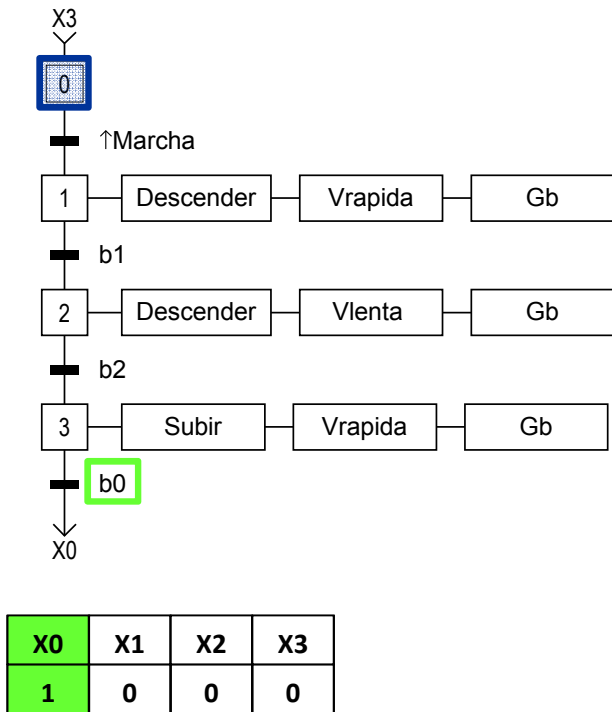 X3
0
↑Marcha
1 Descender Vrapida Gb
b1
2 Descender Vlenta Gb
b2
3 Subir Vrapida Gb
b0
X0
X0 X1 X2 X3
1 0 0 0